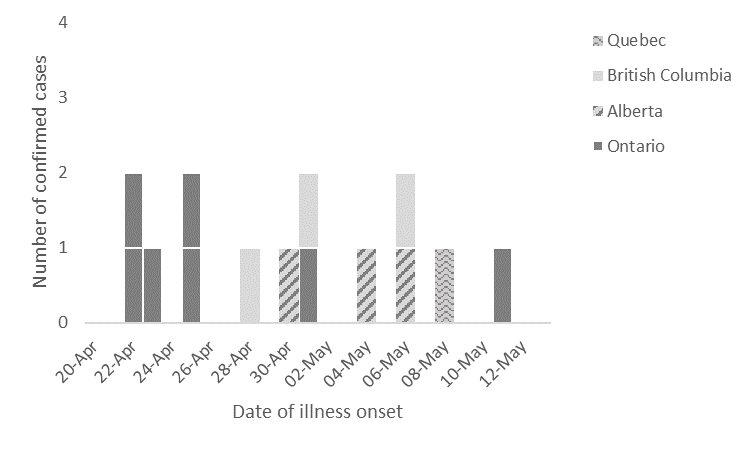 4
3
2
1
0
Number of confirmed cases
20-Apr
22-Apr
24-Apr
26-Apr
28-Apr
30-Apr
02-May
04-May
06-May
08-May
10-May
12-May
Date of illness onset
Quebec
British Columbia
Alberta
Ontario